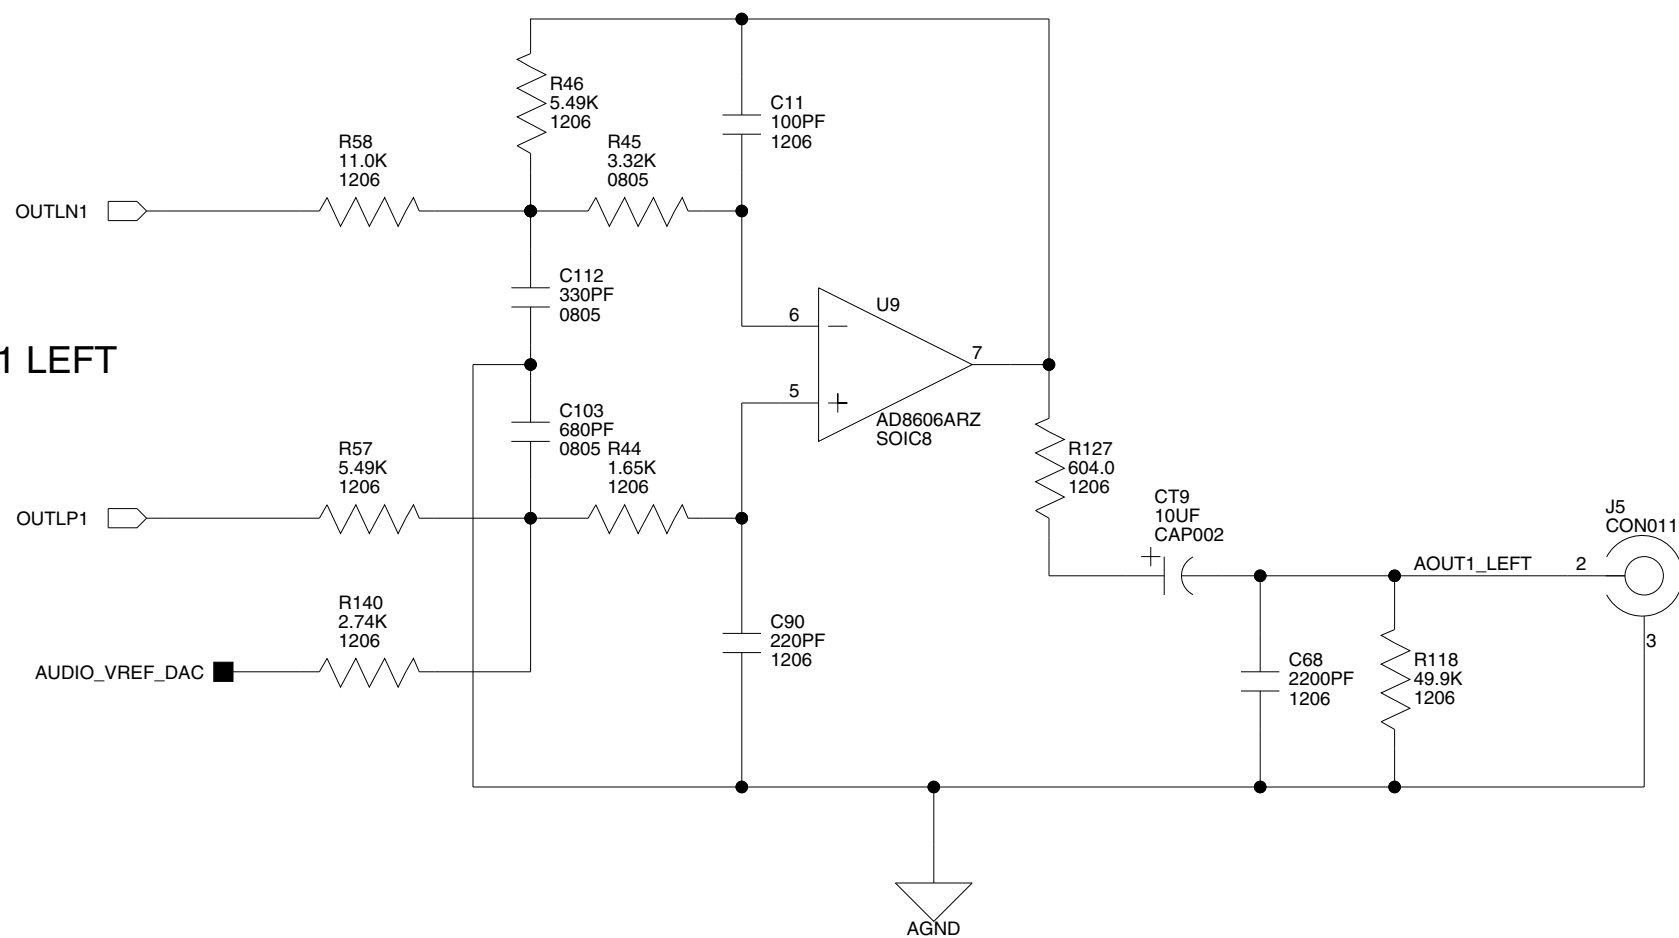 R46
5.49K
1206
C11
100PF
1206
R58
11.0K
1206
R45
3.32K
0805
OUTLN1
C112
330PF
0805
U9
6
7
5
1 LEFT
AD8606ARZ
SOIC8
C103
680PF
0805
R57
5.49K
1206
R44
1.65K
1206
OUTLP1
R127
604.0
1206
CT9
10UF
CAP002
J5
CON011
AOUT1_LEFT
2
3
R140
2.74K
1206
AUDIO_VREF_DAC
C90
220PF
1206
C68
2200PF
1206
R118
49.9K
1206
AGND